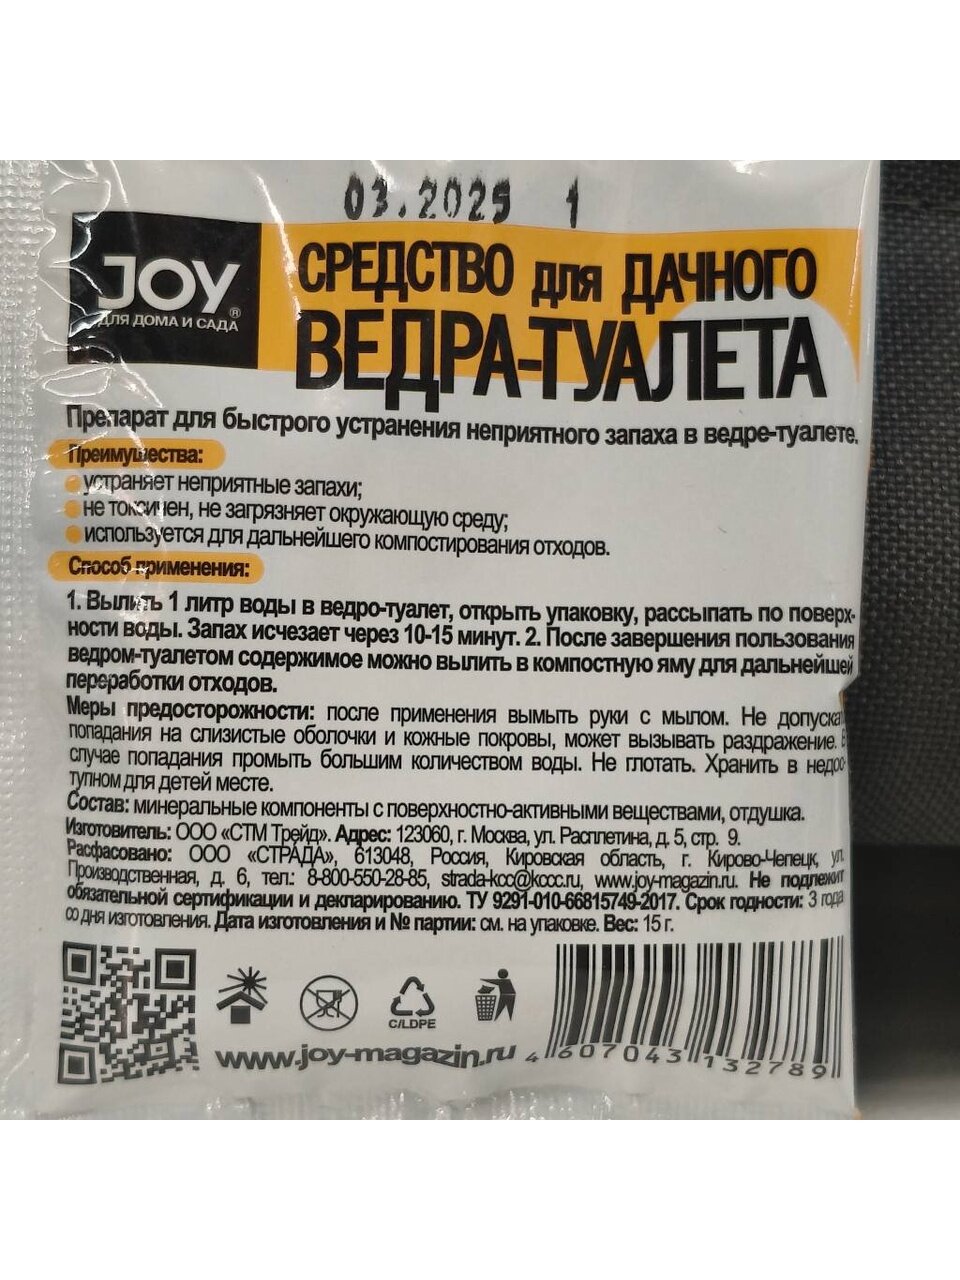 03.2025 1
JOY®
ДЛЯ ДОМА И САДА
СРЕДСТВО для ДАЧНОГО
ВЕДРА-ТУАЛЕТА
Препарат для быстрого устранения неприятного запаха в ведре-туалете.
Преимущества:
устраняет неприятные запахи;
не токсичен, не загрязняет окружающую среду;
используется для дальнейшего компостирования отходов.
Способ применения:
1. Вылить 1 литр воды в ведро-туалет, открыть упаковку, рассыпать по поверх-
ности воды. Запах исчезает через 10-15 минут. 2. После завершения пользования
ведром-туалетом содержимое можно вылить в компостную яму для дальнейшей
переработки отходов.
Меры предосторожности: после применения вымыть руки с мылом. Не допускать
попадания на слизистые оболочки и кожные покровы, может вызывать раздражение. В
случае попадания промыть большим количеством воды. Не глотать. Хранить в недос-
тупном для детей месте.
Состав: минеральные компоненты с поверхностно-активными веществами, отдушка.
Изготовитель: ООО «СТМ Трейд». Адрес: 123060, г. Москва, ул. Расплетина, д. 5, стр. 9.
Расфасовано: ООО «СТРАДА», 613048, Россия, Кировская область, г. Кирово-Чепецк, ул.
Производственная, д. 6, тел.: 8-800-550-28-85, strada-kcc@kccc.ru, www.joy-magazin.ru. Не подлежит
обязательной сертификации и декларированию. ТУ 9291-010-66815749-2017. Срок годности: 3 года
со дня изготовления. Дата изготовления и № партии: см. на упаковке. Вес: 15 г.
C/LDPE
www.joy-magazin.ru
4 607043 132789